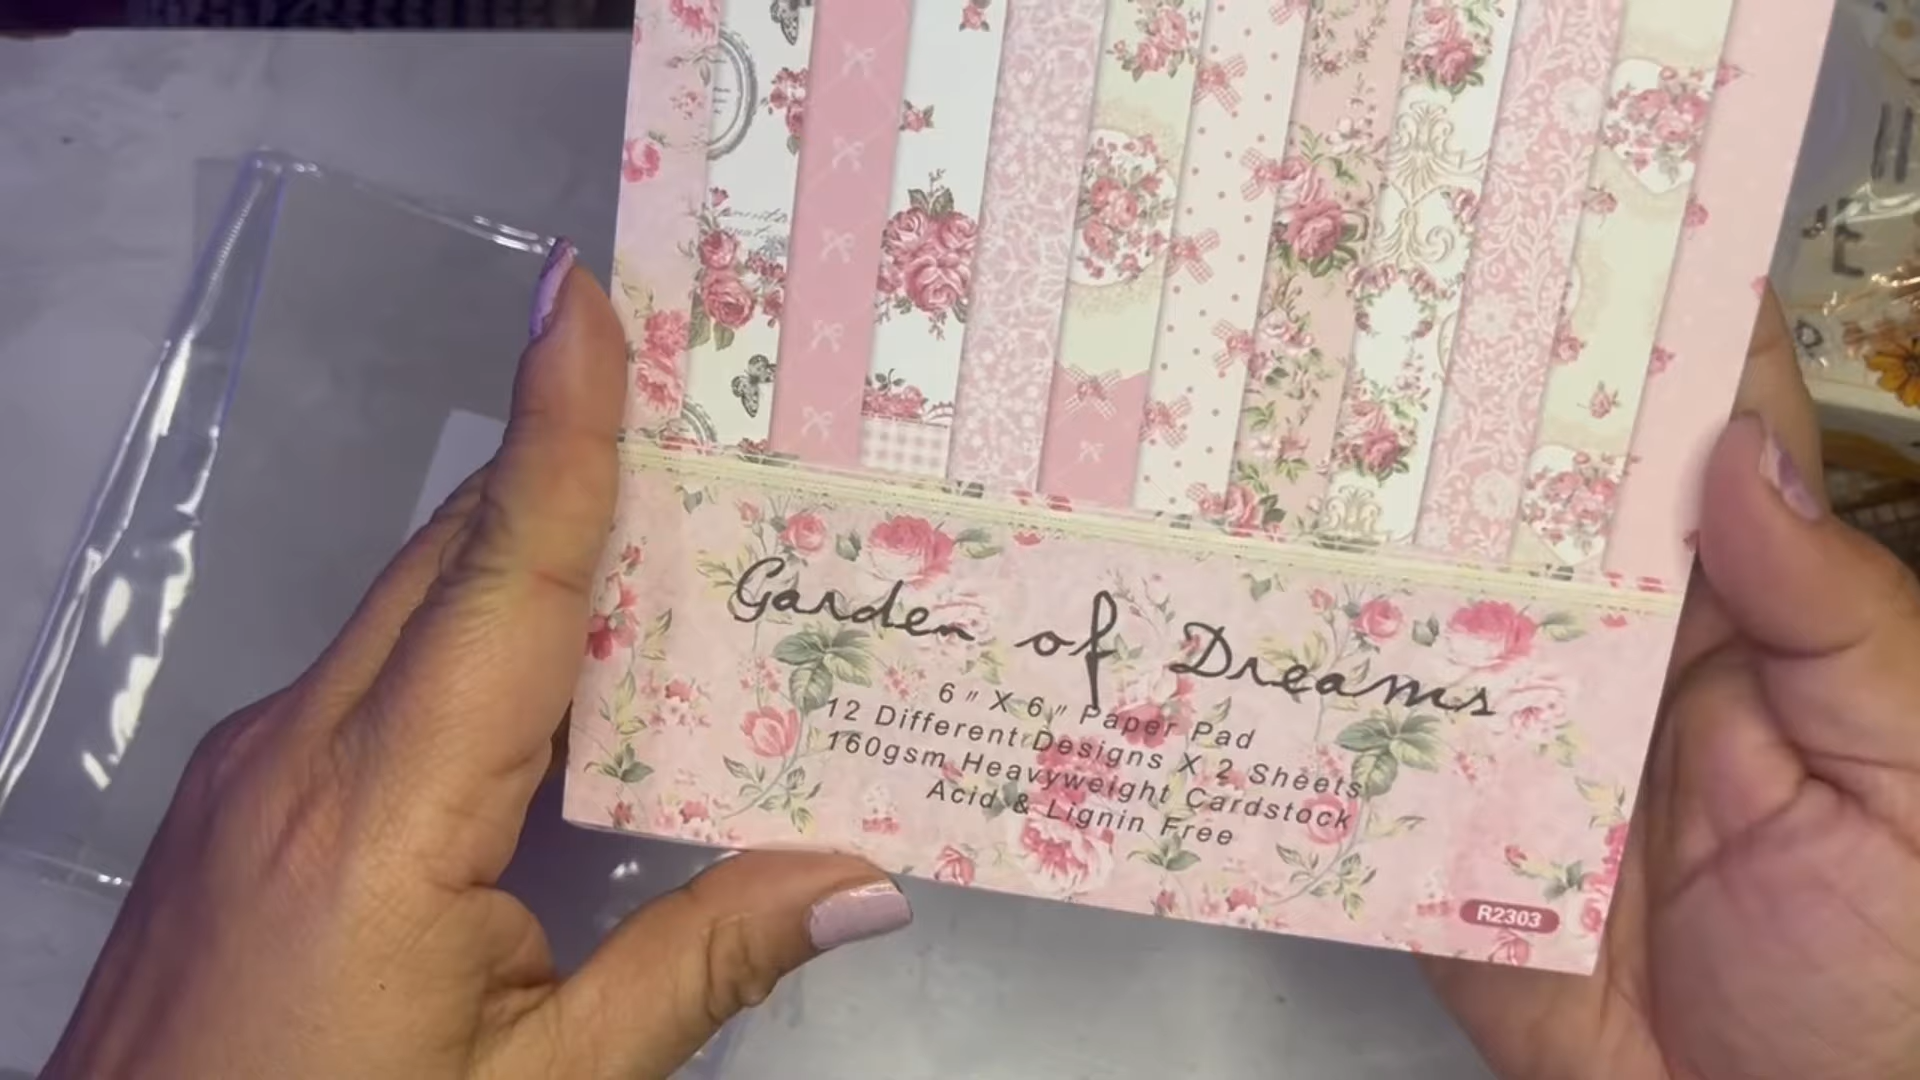 Garden of Dreams
6" X 6" Paper Pad
12 Different Designs X 2 Sheets
160gsm Heavyweight Cardstock
Acid & Lignin Free
R2303